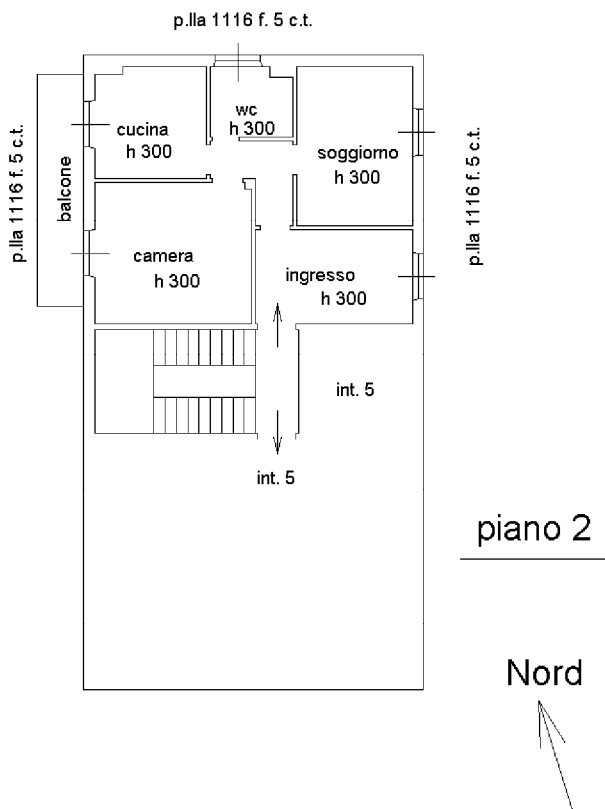 p.lla 1116 f. 5 c.t.
wc
h 300
cucina
h 300
soggiorno
h 300
p.lla 1116 f. 5 c.t.
balcone
p.lla 1116 f. 5 c.t.
camera
h 300
ingresso
h 300
int. 5
int. 5
piano 2
Nord